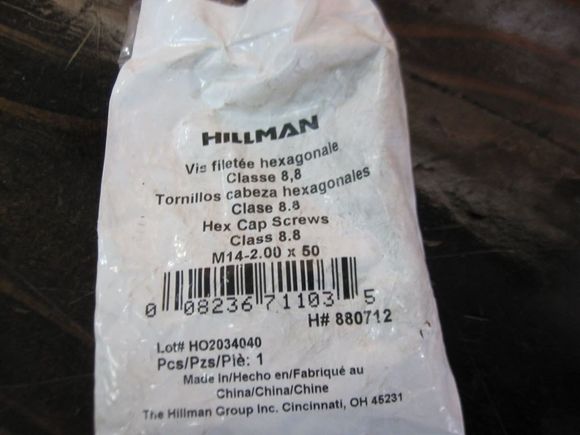 HILLMAN
Vis filetée hexagonale
Classe 8,8
Tornillos cabeza hexagonales
Clase 8.8
Hex Cap Screws
Class 8.8
M14-2.00 x 50
0 08236 71103 5
H# 880712
Lot# HO2034040
Pcs/Pzs/Piè: 1
Made In/Hecho en/Fabriqué au
China/China/Chine
The Hillman Group Inc. Cincinnati, OH 45231